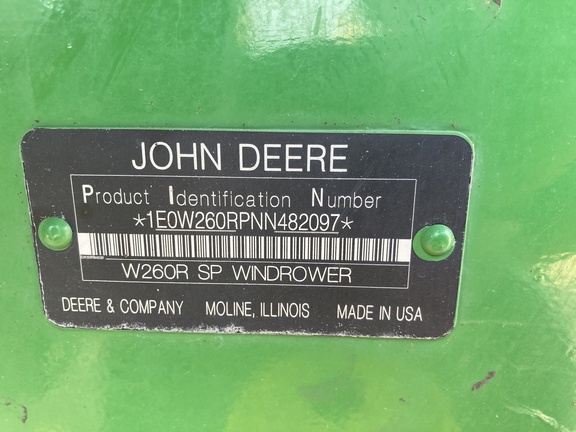 JOHN DEERE
Product Identification Number
*1E0W260RPNN482097*
W260R SP WINDROWER
DEERE & COMPANY MOLINE, ILLINOIS MADE IN USA